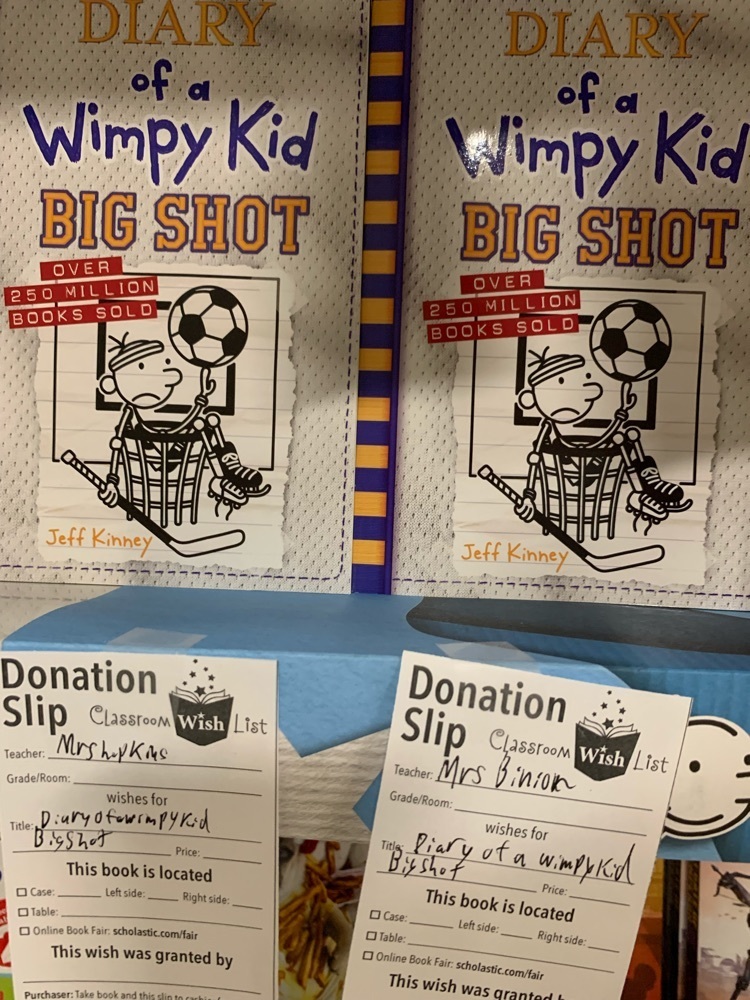 DIARY
of a
Wimpy Kid
BIG SHOT
OVER
250 MILLION
BOOKS SOLD
Jeff Kinney
DIARY
of a
Wimpy Kid
BIG SHOT
OVER
250 MILLION
BOOKS SOLD
Jeff Kinney
Donation
Slip Classroom Wish List
Teacher: Mrs hopkins
Grade/Room:
wishes for
Title: Diary of a wimpy Kid
Big Shot Price:
This book is located
Case: Left side: Right side:
Table:
Online Book Fair: scholastic.com/fair
This wish was granted by
Purchaser: Take book and this slip to
Donation
Slip Classroom Wish List
Teacher: Mrs Binion
Grade/Room:
wishes for
Title: Diary of a wimpy Kid
Big shot Price:
This book is located
Case: Left side: Right side:
Table:
Online Book Fair: scholastic.com/fair
This wish was granted